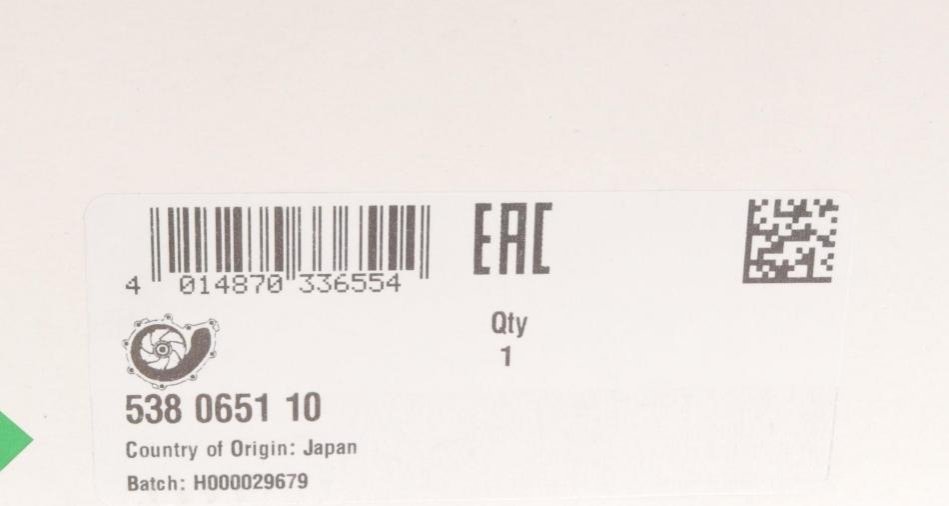 4 014870 336554
EAC
Qty
1
538 0651 10
Country of Origin: Japan
Batch: H000029679